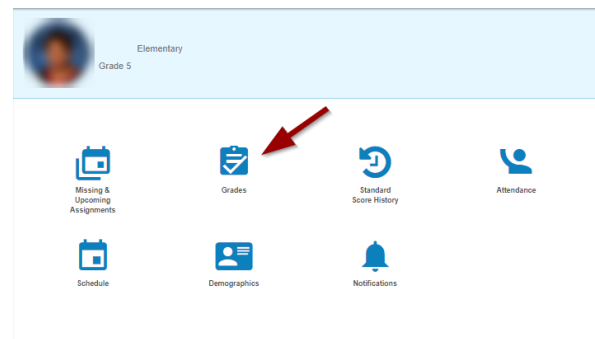 Elementary
Grade 5
Missing &
Upcoming
Assignments
Grades
Standard
Score History
Attendance
Schedule
Demographics
Notifications